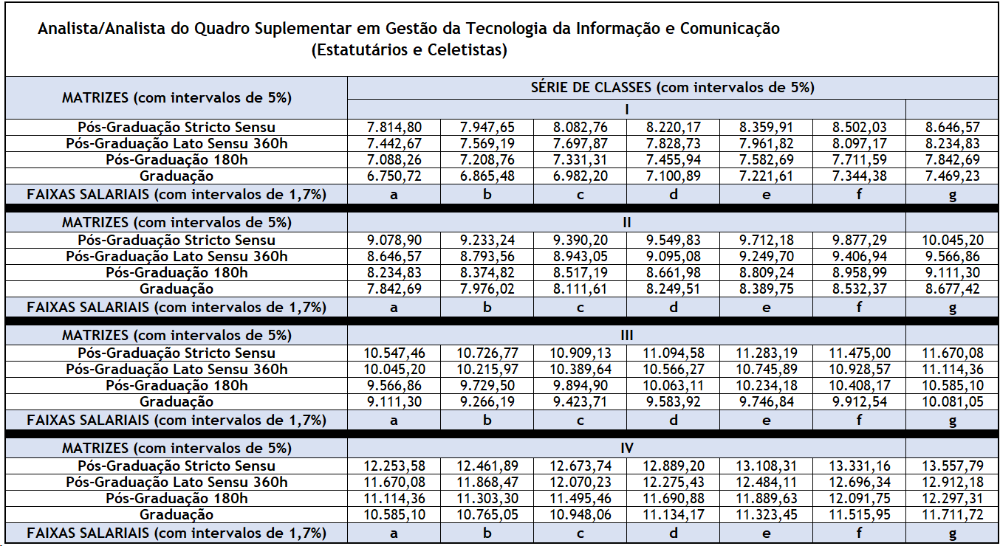 Analista/Analista do Quadro Suplementar em Gestão da Tecnologia da Informação e Comunicação
(Estatutários e Celetistas)
MATRIZES (com intervalos de 5%) SÉRIE DE CLASSES (com intervalos de 5%)
I
Pós-Graduação Stricto Sensu 7.814,80 7.947,65 8.082,76 8.220,17 8.359,91 8.502,03 8.646,57
Pós-Graduação Lato Sensu 360h 7.442,67 7.569,19 7.697,87 7.828,73 7.961,82 8.097,17 8.234,83
Pós-Graduação 180h 7.088,26 7.208,76 7.331,31 7.455,94 7.582,69 7.711,59 7.842,69
Graduação 6.750,72 6.865,48 6.982,20 7.100,89 7.221,61 7.344,38 7.469,23
FAIXAS SALARIAIS (com intervalos de 1,7%) a b c d e f g
MATRIZES (com intervalos de 5%) II
Pós-Graduação Stricto Sensu 9.078,90 9.233,24 9.390,20 9.549,83 9.712,18 9.877,29 10.045,20
Pós-Graduação Lato Sensu 360h 8.646,57 8.793,56 8.943,05 9.095,08 9.249,70 9.406,94 9.566,86
Pós-Graduação 180h 8.234,83 8.374,82 8.517,19 8.661,98 8.809,24 8.958,99 9.111,30
Graduação 7.842,69 7.976,02 8.111,61 8.249,51 8.389,75 8.532,37 8.677,42
FAIXAS SALARIAIS (com intervalos de 1,7%) a b c d e f g
MATRIZES (com intervalos de 5%) III
Pós-Graduação Stricto Sensu 10.547,46 10.726,77 10.909,13 11.094,58 11.283,19 11.475,00 11.670,08
Pós-Graduação Lato Sensu 360h 10.045,20 10.215,97 10.389,64 10.566,27 10.745,89 10.928,57 11.114,36
Pós-Graduação 180h 9.566,86 9.729,50 9.894,90 10.063,11 10.234,18 10.408,17 10.585,10
Graduação 9.111,30 9.266,19 9.423,71 9.583,92 9.746,84 9.912,54 10.081,05
FAIXAS SALARIAIS (com intervalos de 1,7%) a b c d e f g
MATRIZES (com intervalos de 5%) IV
Pós-Graduação Stricto Sensu 12.253,58 12.461,89 12.673,74 12.889,20 13.108,31 13.331,16 13.557,79
Pós-Graduação Lato Sensu 360h 11.670,08 11.868,47 12.070,23 12.275,43 12.484,11 12.696,34 12.912,18
Pós-Graduação 180h 11.114,36 11.303,30 11.495,46 11.690,88 11.889,63 12.091,75 12.297,31
Graduação 10.585,10 10.765,05 10.948,06 11.134,17 11.323,45 11.515,95 11.711,72
FAIXAS SALARIAIS (com intervalos de 1,7%) a b c d e f g